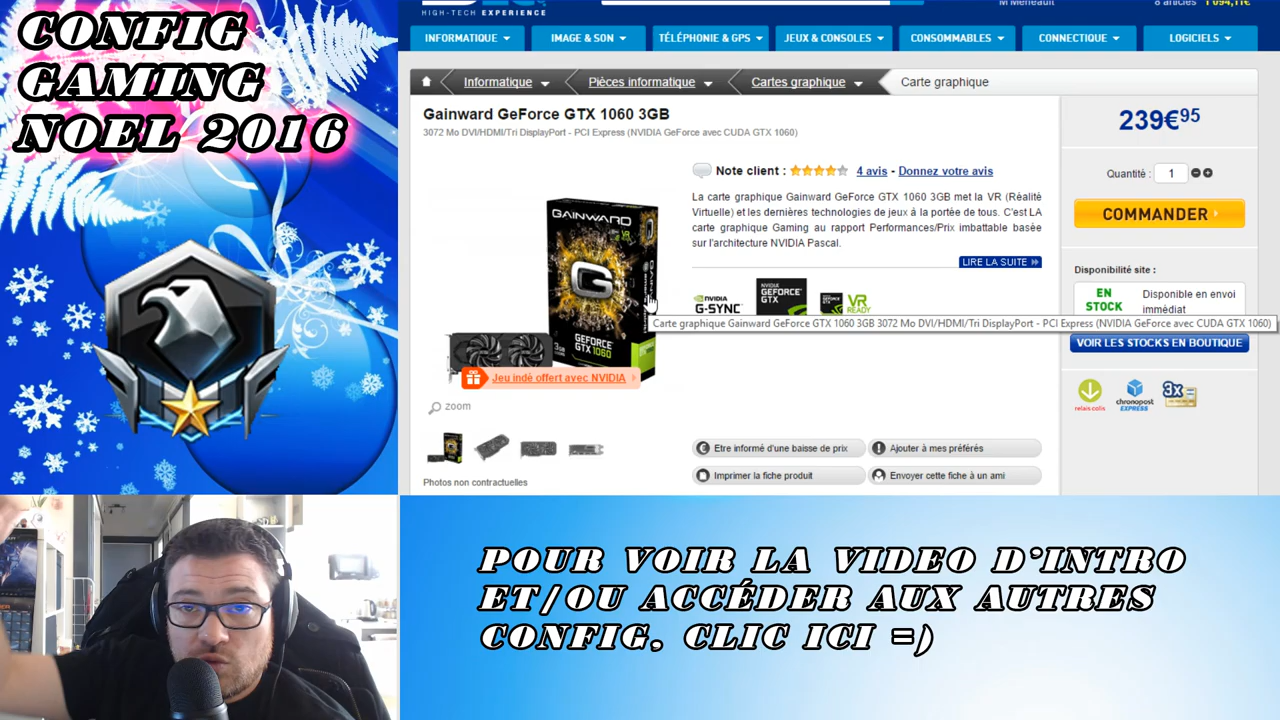 CONFIG
GAMING
NOEL 2016
HIGH-TECH EXPERIENCE
M Merleault
8 articles 1 094,11€
INFORMATIQUE
IMAGE & SON
TÉLÉPHONIE & GPS
JEUX & CONSOLES
CONSOMMABLES
CONNECTIQUE
LOGICIELS
Informatique
Pièces informatique
Cartes graphique
Carte graphique
Gainward GeForce GTX 1060 3GB
3072 Mo DVI/HDMI/Tri DisplayPort - PCI Express (NVIDIA GeForce avec CUDA GTX 1060)
Note client :
4 avis - Donnez votre avis
La carte graphique Gainward GeForce GTX 1060 3GB met la VR (Réalité
Virtuelle) et les dernières technologies de jeux à la portée de tous. C'est LA
carte graphique Gaming au rapport Performances/Prix imbattable basée
sur l'architecture NVIDIA Pascal.
LIRE LA SUITE
GAINWARD
G
GEFORCE
GTX 1060
NVIDIA
G-SYNC
GEFORCE
GTX
VR
READY
Carte graphique Gainward GeForce GTX 1060 3GB 3072 Mo DVI/HDMI/Tri DisplayPort - PCI Express (NVIDIA GeForce avec CUDA GTX 1060)
Jeu indé offert avec NVIDIA
zoom
Photos non contractuelles
Etre informé d'une baisse de prix
Ajouter à mes préférés
Imprimer la fiche produit
Envoyer cette fiche à un ami
239€95
Quantité : 1
COMMANDER
Disponibilité site :
EN
STOCK
Disponible en envoi
immédiat
VOIR LES STOCKS EN BOUTIQUE
relais colis
chronopost
EXPRESS
3x
POUR VOIR LA VIDEO D'INTRO
ET/OU ACCÉDER AUX AUTRES
CONFIG, CLIC ICI =)